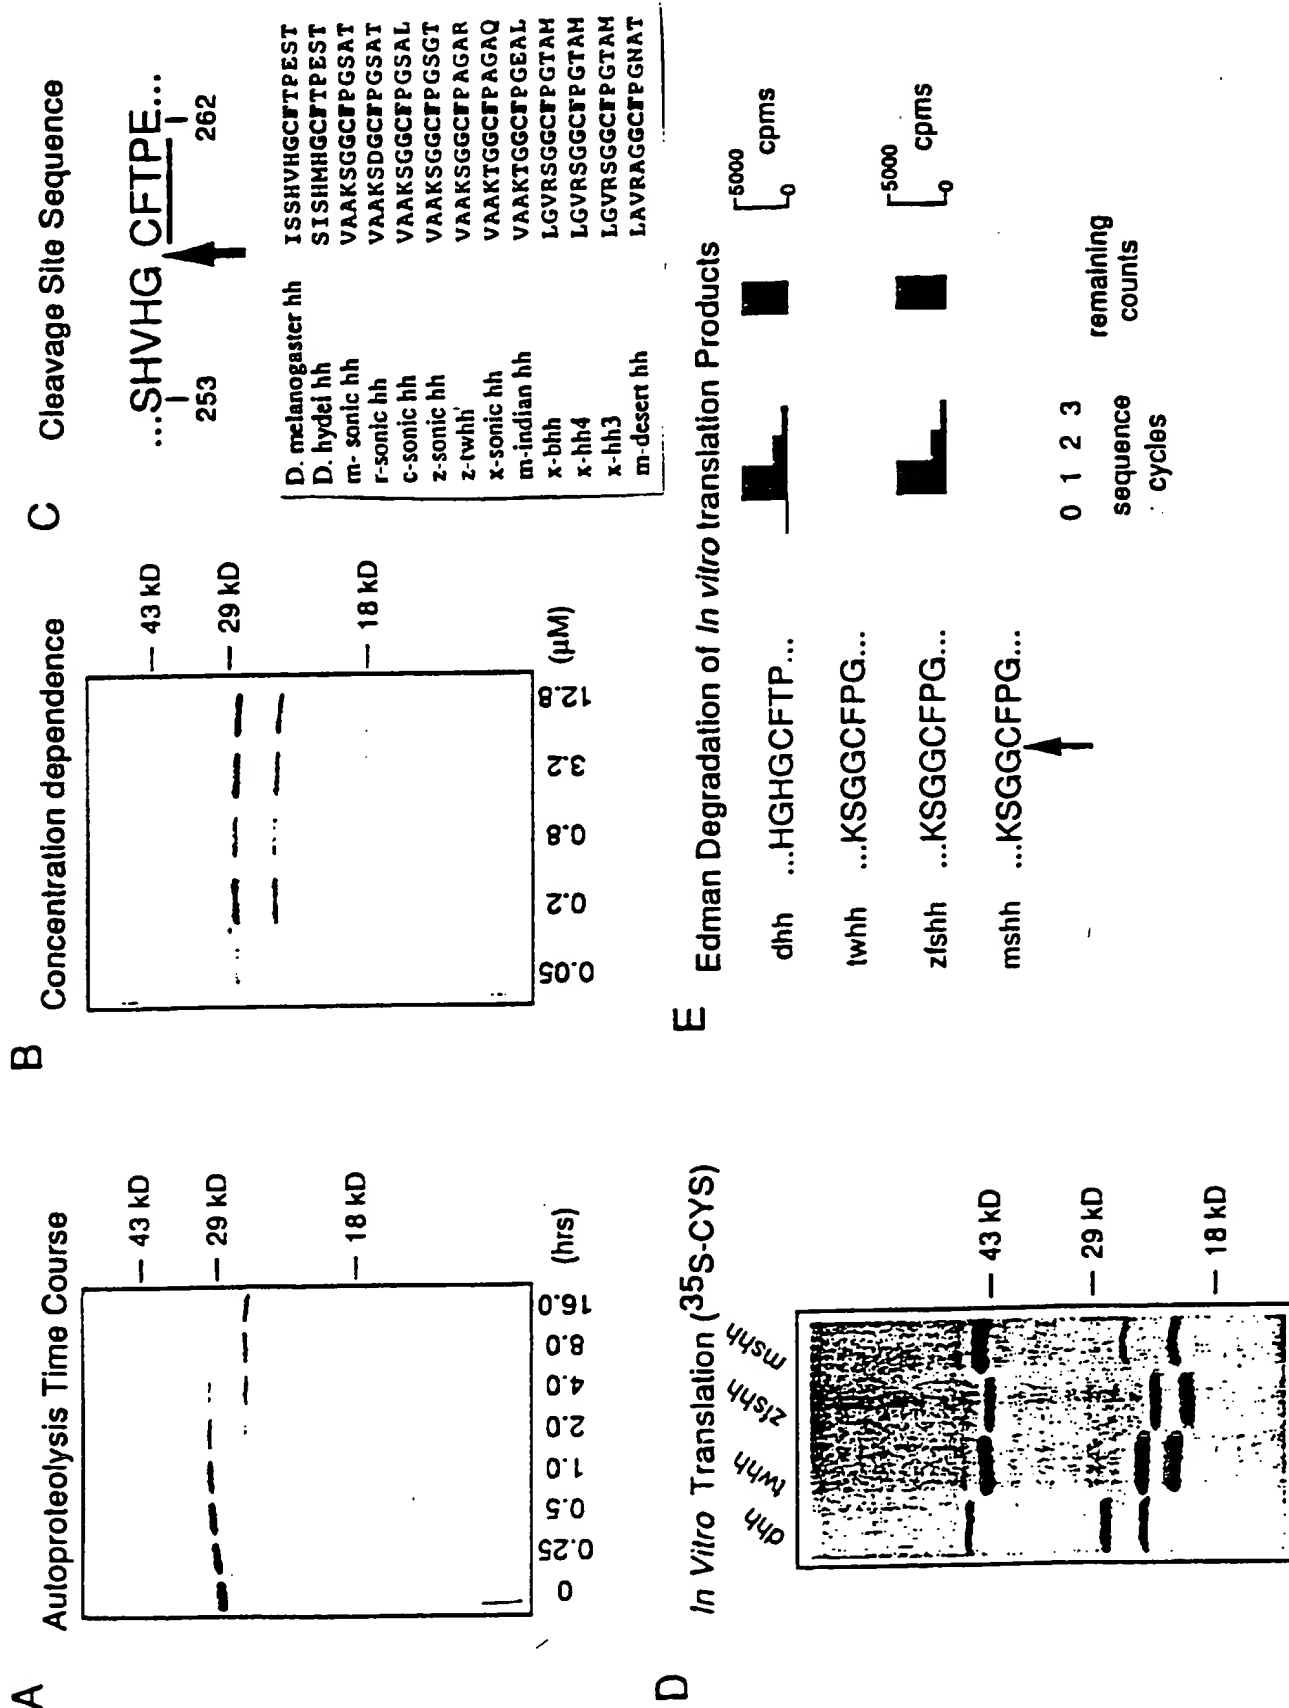 A
Autoproteolysis Time Course
43 kD
29 kD
18 kD
0 0.25 0.5 1.0 2.0 4.0 8.0 16.0 (hrs)
B
Concentration dependence
43 kD
29 kD
18 kD
0.05 0.2 0.8 3.2 12.8 (µM)
C
Cleavage Site Sequence
...SHVHG CFTPE...
253 262
D. melanogaster hh ISSHVHGCFTPEST
D. hydei hh SISHMHGCFTPEST
m- sonic hh VAAKSGGCFPGSAT
r-sonic hh VAAKSDGCFPGSAT
c-sonic hh VAAKSGGCFPGSAL
z-sonic hh VAAKSGGCFPGSGT
z-twhh VAAKSGGCFPAGAR
x-sonic hh VAAKTGGCFPAGAQ
m-indian hh VAAKTGGCFPGEAL
x-bhh LGVRSGGCFPGTAM
x-hh4 LGVRSGGCFPGTAM
x-hh3 LGVRSGGCFPGTAM
m-desert hh LAVRAGGCFPGNAT
D
In Vitro Translation (³⁵S-CYS)
dhh twhh zfshh mshh
43 kD
29 kD
18 kD
E
Edman Degradation of In vitro translation Products
dhh ...HGHGCFTP...
twhh ...KSGGCFPG...
zfshh ...KSGGCFPG...
mshh ...KSGGCFPG...
5000
cpms
0
5000
cpms
0
0 1 2 3
sequence
cycles
remaining
counts